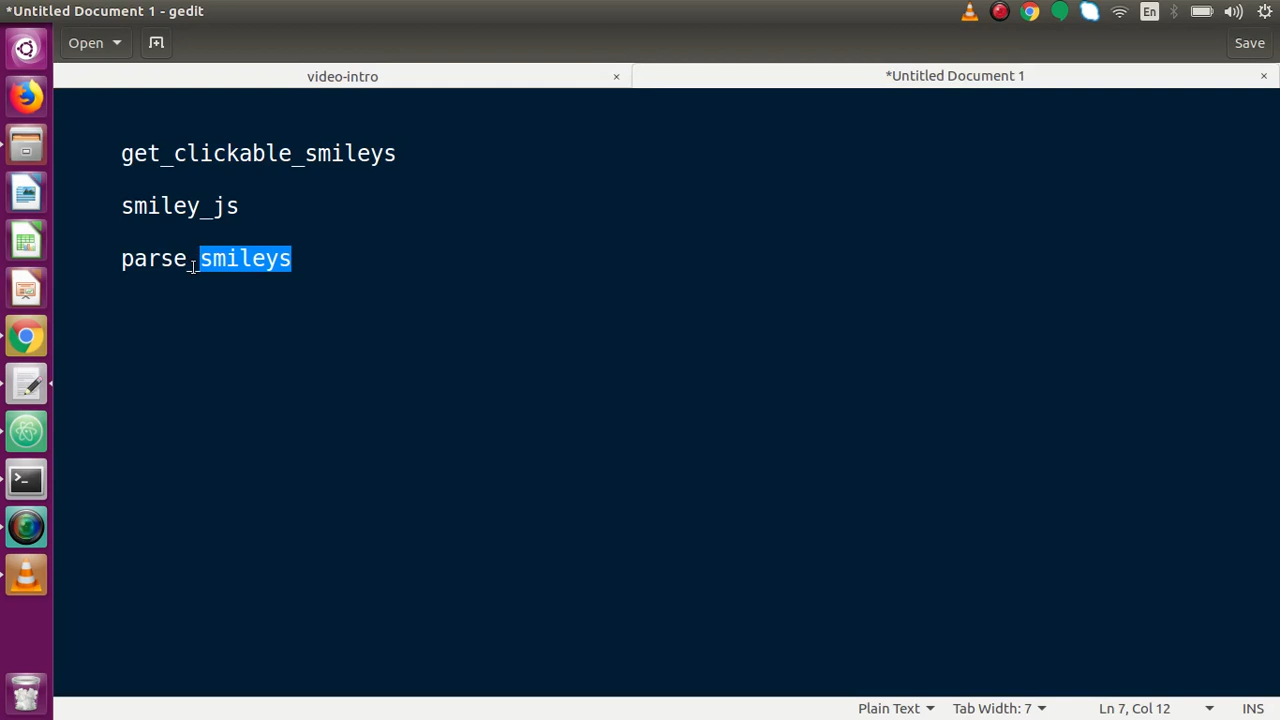 *Untitled Document 1 - gedit
En
Open
Save
video-intro
*Untitled Document 1
get_clickable_smileys
smiley_js
parse_smileys
Plain Text
Tab Width: 7
Ln 7, Col 12
INS